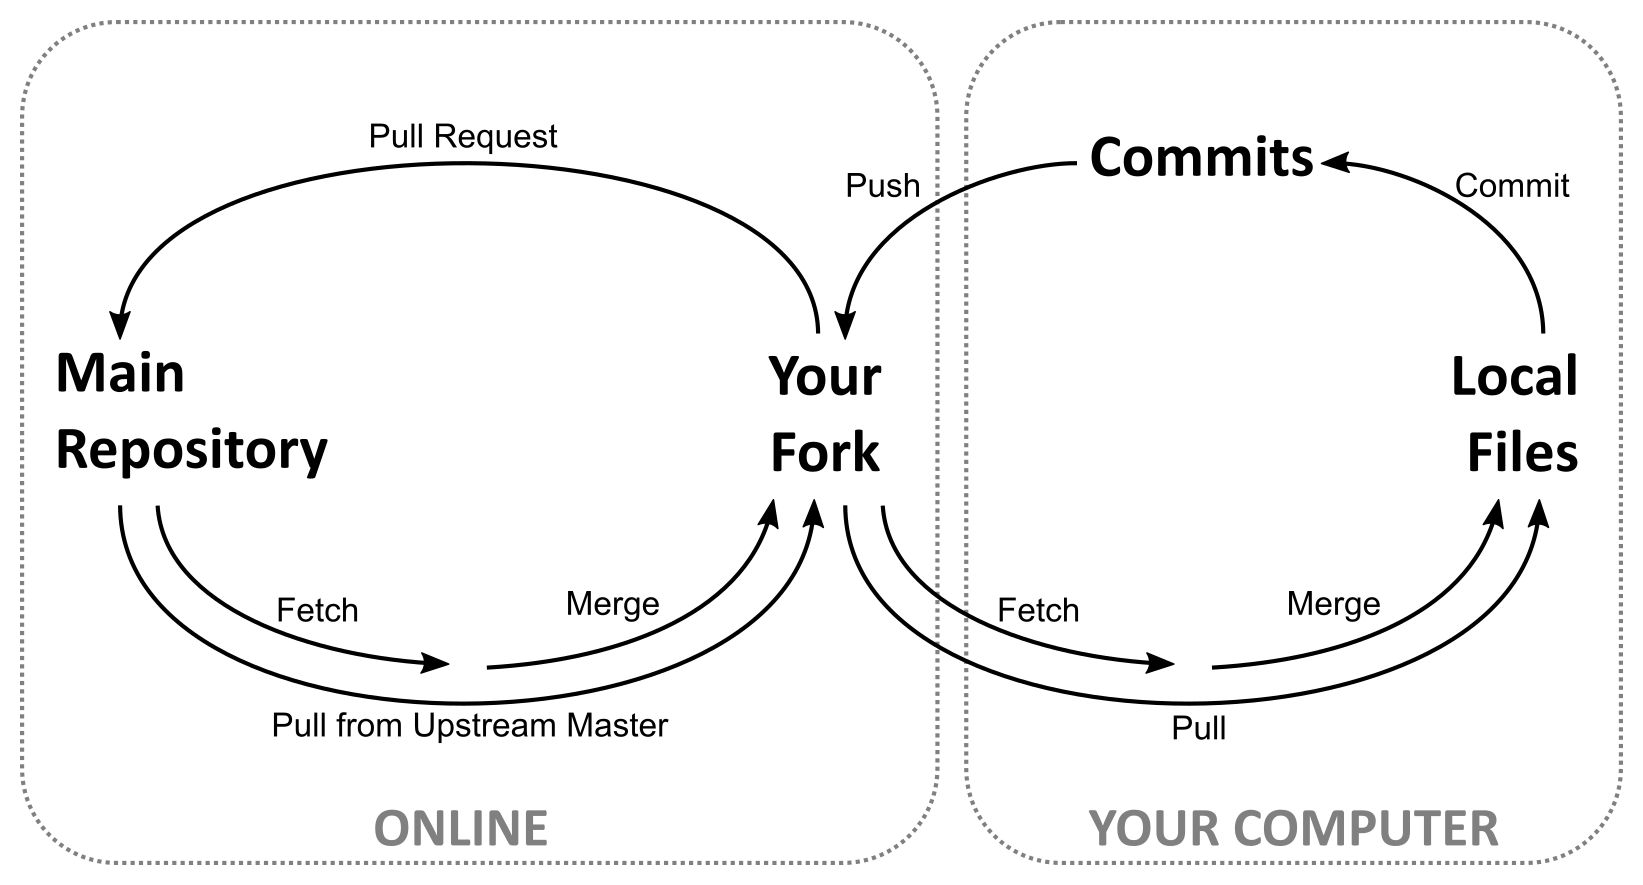 Pull Request
Push
Commits
Commit
Main
Repository
Your
Fork
Local
Files
Fetch
Merge
Pull from Upstream Master
Fetch
Merge
Pull
ONLINE
YOUR COMPUTER